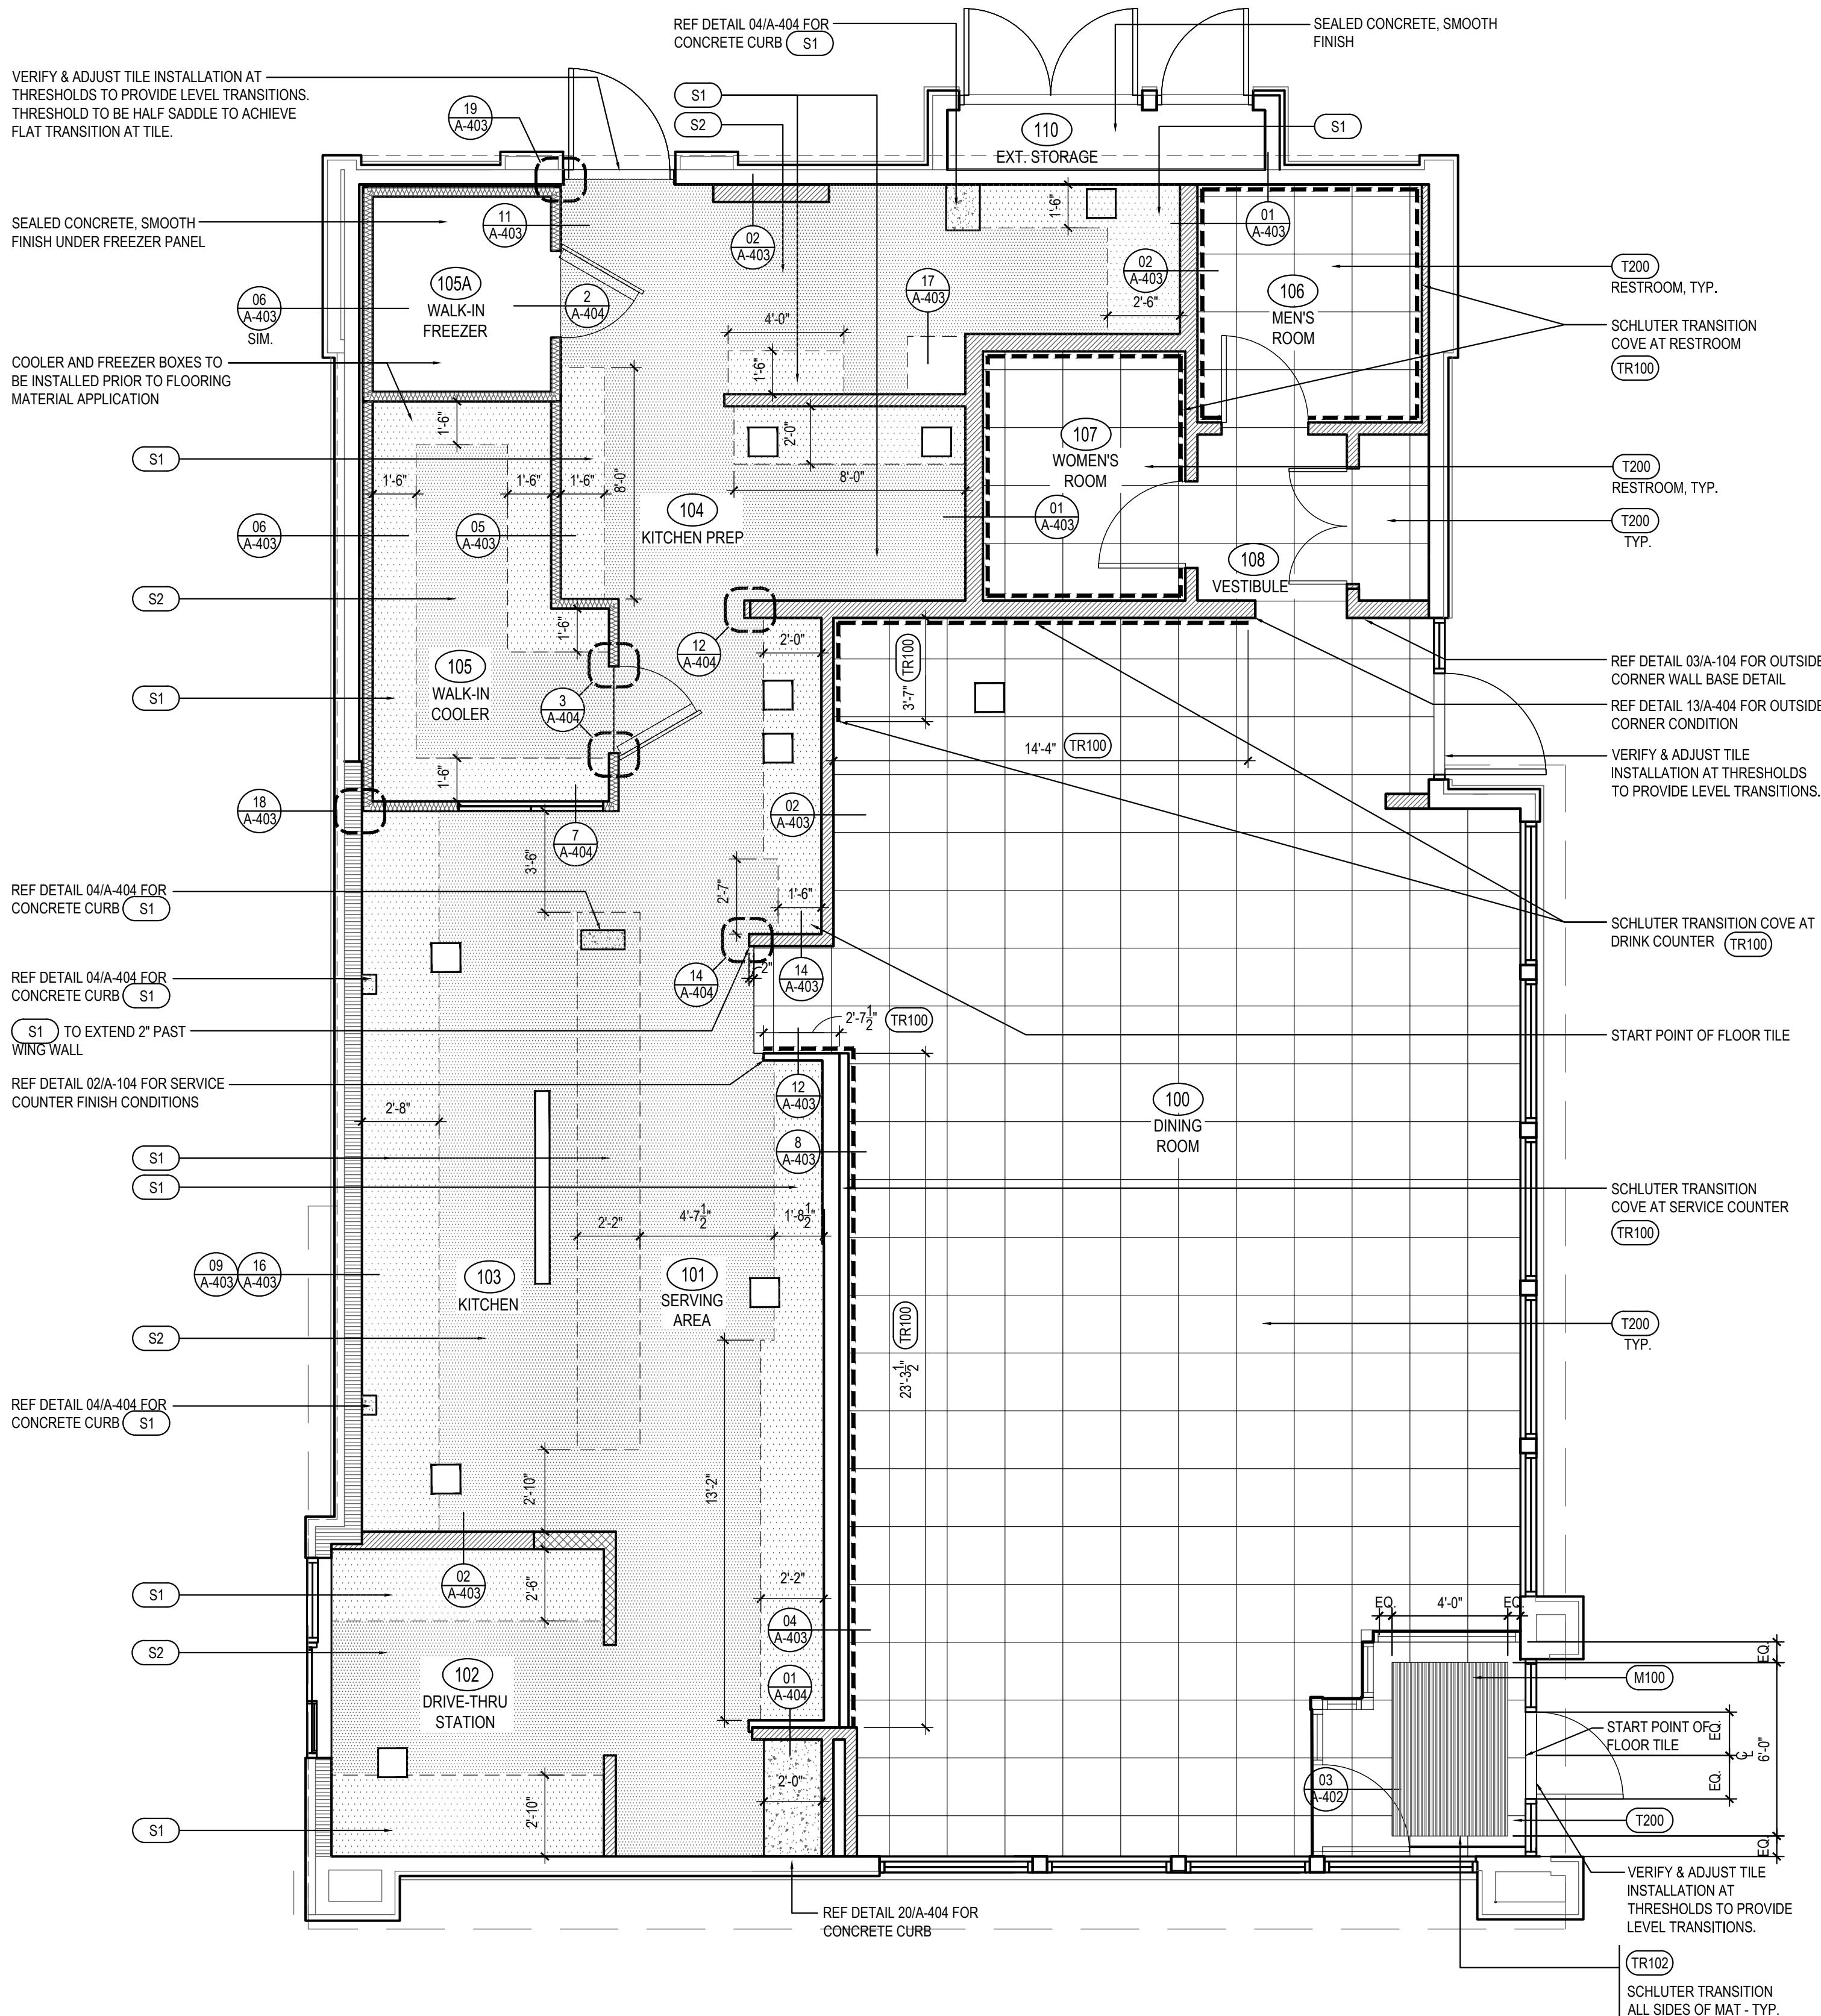 REF DETAIL 04/A-404 FOR
CONCRETE CURB S1
SEALED CONCRETE, SMOOTH
FINISH
VERIFY & ADJUST TILE INSTALLATION AT
THRESHOLDS TO PROVIDE LEVEL TRANSITIONS.
THRESHOLD TO BE HALF SADDLE TO ACHIEVE
FLAT TRANSITION AT TILE.
19
A-403
S1
S2
110
EXT. STORAGE
S1
SEALED CONCRETE, SMOOTH
FINISH UNDER FREEZER PANEL
11
A-403
02
A-403
1'-6"
01
A-403
02
A-403
2'-6"
T200
RESTROOM, TYP.
105A
WALK-IN
FREEZER
2
A-404
17
A-403
106
MEN'S
ROOM
06
A-403
SIM.
4'-0"
1'-6"
SCHLUTER TRANSITION
COVE AT RESTROOM
TR100
COOLER AND FREEZER BOXES TO
BE INSTALLED PRIOR TO FLOORING
MATERIAL APPLICATION
1'-6"
2'-0"
107
WOMEN'S
ROOM
S1
1'-6"
1'-6"
1'-6"
8'-0"
8'-0"
T200
RESTROOM, TYP.
104
KITCHEN PREP
01
A-403
T200
TYP.
06
A-403
05
A-403
108
VESTIBULE
S2
1'-6"
12
A-404
2'-0"
3'-7" TR100
105
WALK-IN
COOLER
REF DETAIL 03/A-104 FOR OUTSIDE
CORNER WALL BASE DETAIL
S1
3
A-404
REF DETAIL 13/A-404 FOR OUTSIDE
CORNER CONDITION
14'-4" TR100
VERIFY & ADJUST TILE
INSTALLATION AT THRESHOLDS
TO PROVIDE LEVEL TRANSITIONS.
1'-6"
18
A-403
02
A-403
7
A-404
3'-6"
2'-7"
1'-6"
REF DETAIL 04/A-404 FOR
CONCRETE CURB S1
SCHLUTER TRANSITION COVE AT
DRINK COUNTER TR100
REF DETAIL 04/A-404 FOR
CONCRETE CURB S1
14
A-404
2"
14
A-403
2'-7 1/2" TR100
S1 TO EXTEND 2" PAST
WING WALL
START POINT OF FLOOR TILE
REF DETAIL 02/A-104 FOR SERVICE
COUNTER FINISH CONDITIONS
12
A-403
2'-8"
100
DINING
ROOM
8
A-403
S1
S1
SCHLUTER TRANSITION
COVE AT SERVICE COUNTER
TR100
2'-2"
4'-7 1/2"
1'-8 1/2"
09
A-403
16
A-403
103
KITCHEN
101
SERVING
AREA
S2
23'-3 1/2" TR100
T200
TYP.
REF DETAIL 04/A-404 FOR
CONCRETE CURB S1
2'-10"
13'-2"
02
A-403
2'-6"
2'-2"
S1
EQ.
4'-0"
EQ.
04
A-403
S2
EQ.
102
DRIVE-THRU
STATION
01
A-404
M100
START POINT OF
FLOOR TILE
EQ.
6'-0"
EQ.
2'-0"
03
A-402
2'-10"
S1
T200
EQ.
VERIFY & ADJUST TILE
INSTALLATION AT
THRESHOLDS TO PROVIDE
LEVEL TRANSITIONS.
REF DETAIL 20/A-404 FOR
CONCRETE CURB
TR102
SCHLUTER TRANSITION
ALL SIDES OF MAT - TYP.